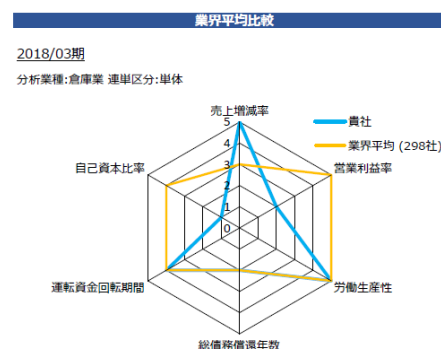 業界平均比較
2018/03期
分析業種:倉庫業 連単区分:単体
売上増減率
5
4
3
2
1
0
貴社
業界平均 (298社)
自己資本比率
営業利益率
運転資金回転期間
労働生産性
総債務償還年数